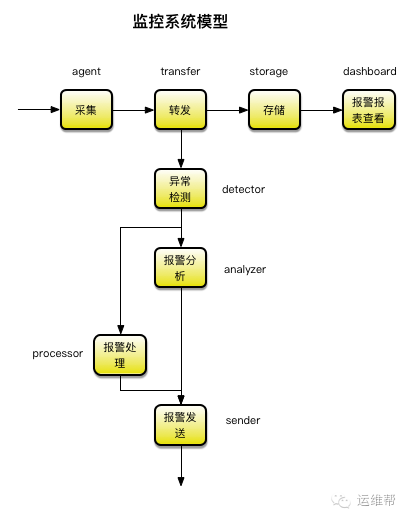 监控系统模型
agent
transfer
storage
dashboard
采集
转发
存储
报警报
表查看
异常
检测
detector
报警分
析
analyzer
processor
报警处
理
报警发
送
sender
运维帮